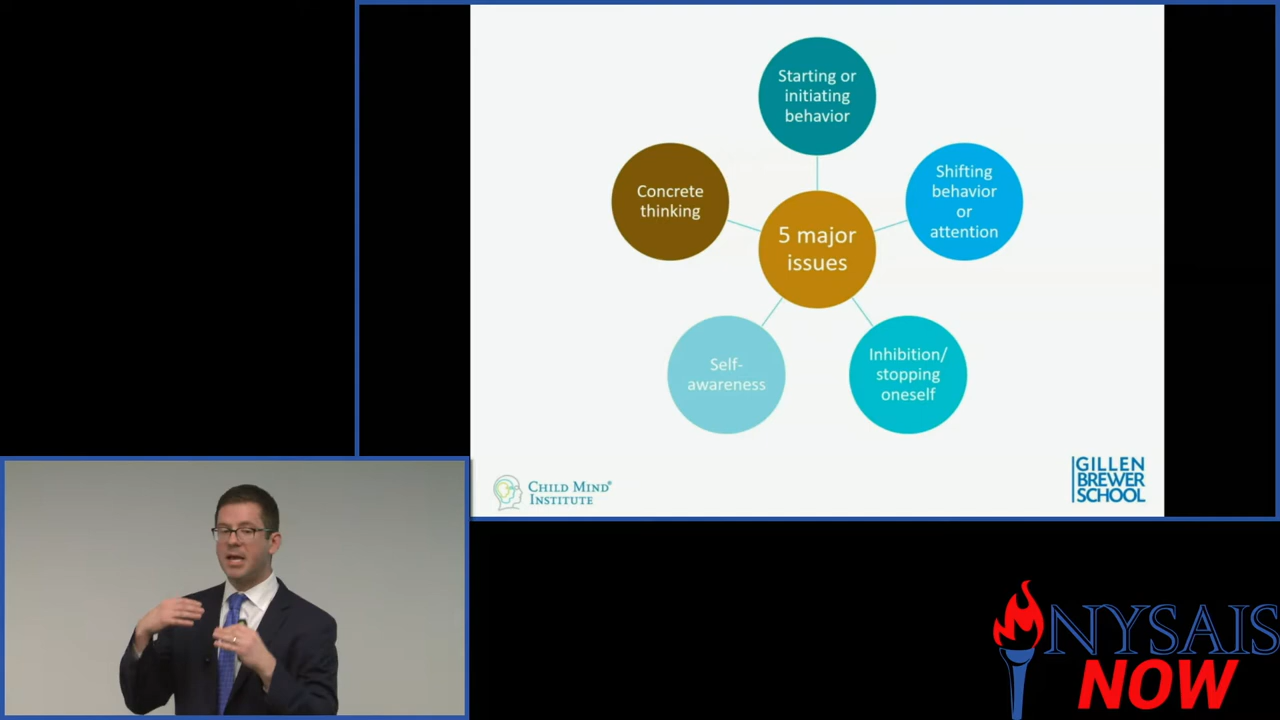 Starting or
initiating
behavior
Shifting
behavior
or
attention
Concrete
thinking
5 major
issues
Inhibition/
stopping
oneself
Self-
awareness
CHILD MIND®
INSTITUTE
GILLEN
BREWER
SCHOOL
NYSAIS
NOW